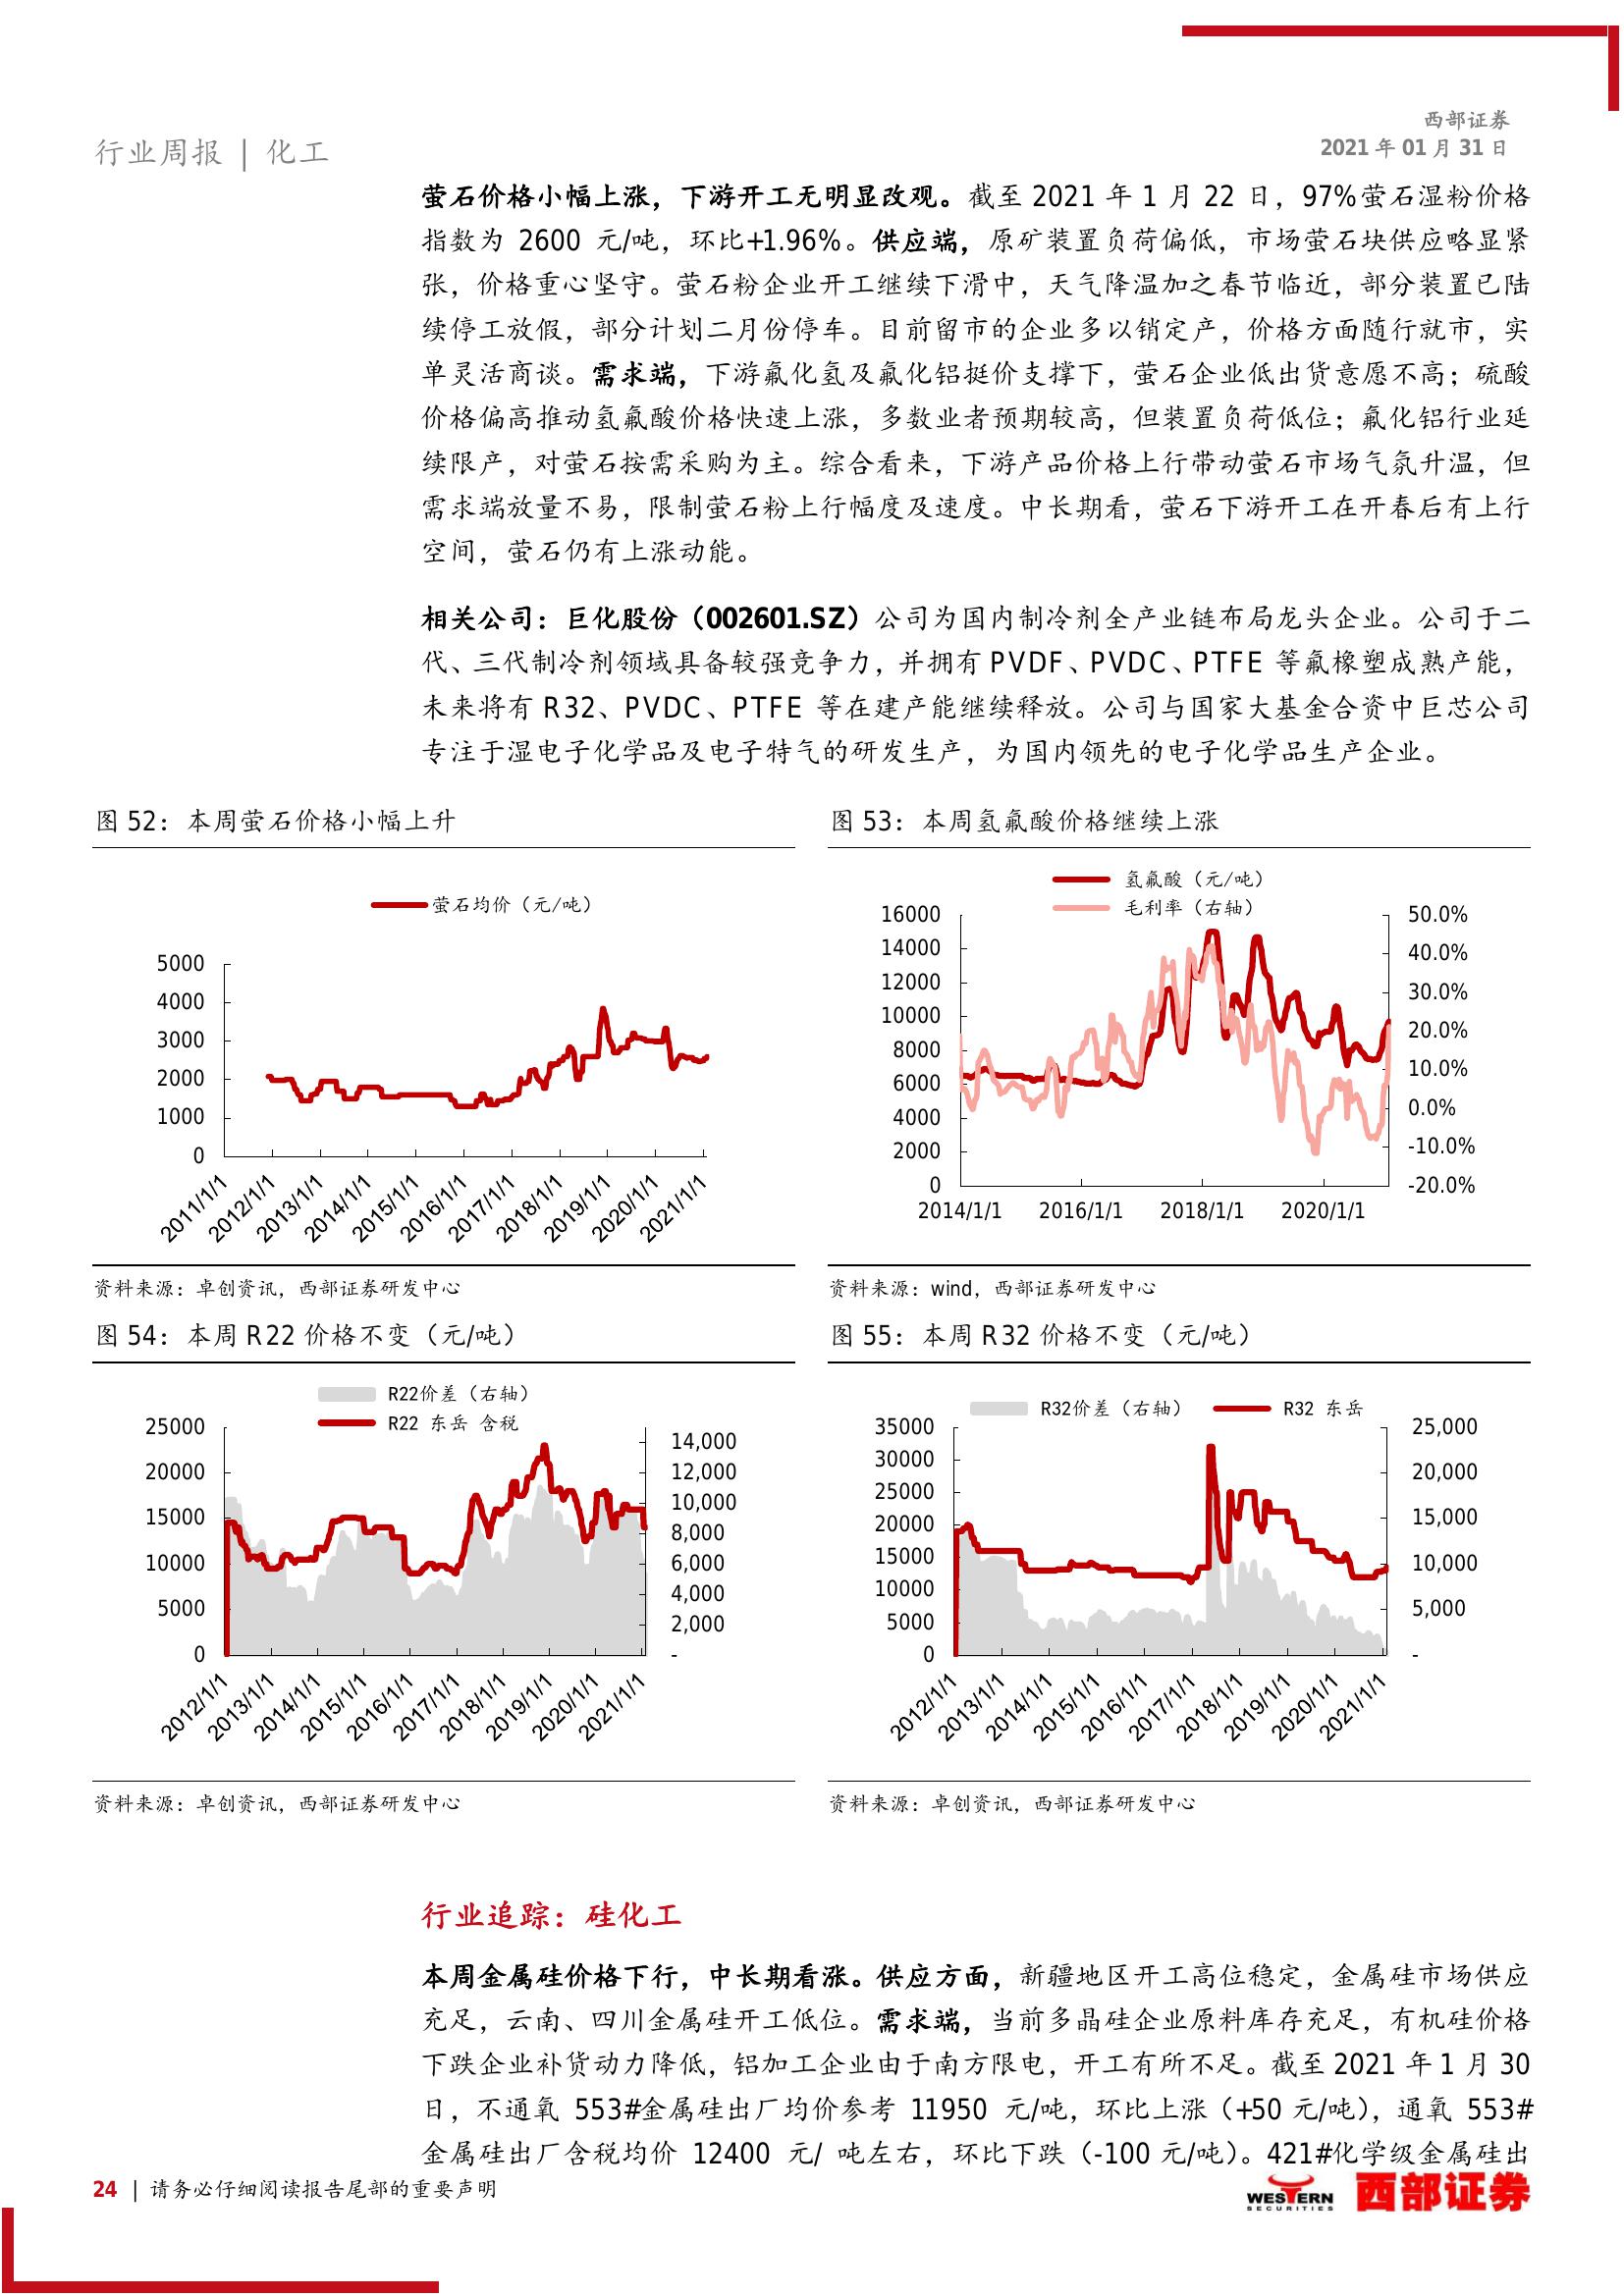 西部证券
行业周报 | 化工
2021 年 01 月 31 日
萤石价格小幅上涨，下游开工无明显改观。截至 2021 年 1 月 22 日，97%萤石湿粉价格
指数为 2600 元/吨，环比+1.96%。供应端，原矿装置负荷偏低，市场萤石块供应略显紧
张，价格重心坚守。萤石粉企业开工继续下滑中，天气降温加之春节临近，部分装置已陆
续停工放假，部分计划二月份停车。目前留市的企业多以销定产，价格方面随行就市，实
单灵活商谈。需求端，下游氟化氢及氟化铝挺价支撑下，萤石企业低出货意愿不高；硫酸
价格偏高推动氢氟酸价格快速上涨，多数业者预期较高，但装置负荷低位；氟化铝行业延
续限产，对萤石按需采购为主。综合看来，下游产品价格上行带动萤石市场气氛升温，但
需求端放量不易，限制萤石粉上行幅度及速度。中长期看，萤石下游开工在开春后有上行
空间，萤石仍有上涨动能。
相关公司：巨化股份（002601.SZ）公司为国内制冷剂全产业链布局龙头企业。公司于二
代、三代制冷剂领域具备较强竞争力，并拥有 PVDF、PVDC、PTFE 等氟橡塑成熟产能，
未来将有 R32、PVDC、PTFE 等在建产能继续释放。公司与国家大基金合资中巨芯公司
专注于湿电子化学品及电子特气的研发生产，为国内领先的电子化学品生产企业。
图 52：本周萤石价格小幅上升
萤石均价（元/吨）
5000
4000
3000
2000
1000
0
2011/1/1
2012/1/1
2013/1/1
2014/1/1
2015/1/1
2016/1/1
2017/1/1
2018/1/1
2019/1/1
2020/1/1
2021/1/1
资料来源：卓创资讯，西部证券研发中心
图 53：本周氢氟酸价格继续上涨
氢氟酸（元/吨）
毛利率（右轴）
16000
14000
12000
10000
8000
6000
4000
2000
0
50.0%
40.0%
30.0%
20.0%
10.0%
0.0%
-10.0%
-20.0%
2014/1/1
2016/1/1
2018/1/1
2020/1/1
资料来源：wind，西部证券研发中心
图 54：本周 R22 价格不变（元/吨）
R22价差（右轴）
R22 东岳 含税
25000
20000
15000
10000
5000
0
14,000
12,000
10,000
8,000
6,000
4,000
2,000
-
2012/1/1
2013/1/1
2014/1/1
2015/1/1
2016/1/1
2017/1/1
2018/1/1
2019/1/1
2020/1/1
2021/1/1
资料来源：卓创资讯，西部证券研发中心
图 55：本周 R32 价格不变（元/吨）
R32价差（右轴） R32 东岳
35000
30000
25000
20000
15000
10000
5000
0
25,000
20,000
15,000
10,000
5,000
-
2012/1/1
2013/1/1
2014/1/1
2015/1/1
2016/1/1
2017/1/1
2018/1/1
2019/1/1
2020/1/1
2021/1/1
资料来源：卓创资讯，西部证券研发中心
行业追踪：硅化工
本周金属硅价格下行，中长期看涨。供应方面，新疆地区开工高位稳定，金属硅市场供应
充足，云南、四川金属硅开工低位。需求端，当前多晶硅企业原料库存充足，有机硅价格
下跌企业补货动力降低，铝加工企业由于南方限电，开工有所不足。截至 2021 年 1 月 30
日，不通氧 553#金属硅出厂均价参考 11950 元/吨，环比上涨（+50 元/吨），通氧 553#
金属硅出厂含税均价 12400 元/ 吨左右，环比下跌（-100 元/吨）。421#化学级金属硅出
24 | 请务必仔细阅读报告尾部的重要声明
WESTERN
SECURITIES
西部证券